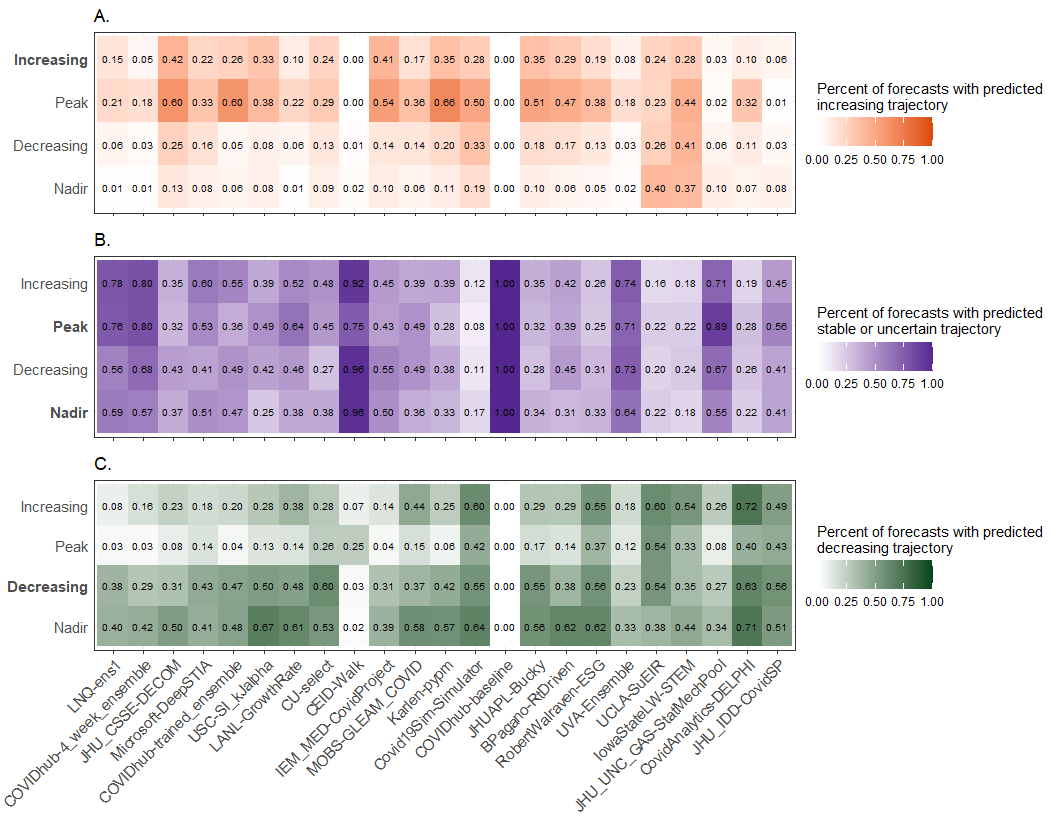 A.
Increasing 0.15 0.05 0.42 0.22 0.26 0.33 0.10 0.24 0.00 0.41 0.17 0.35 0.28 0.00 0.35 0.29 0.19 0.08 0.24 0.28 0.03 0.10 0.06
Peak 0.21 0.18 0.60 0.33 0.60 0.38 0.22 0.29 0.00 0.54 0.36 0.66 0.50 0.00 0.51 0.47 0.38 0.18 0.23 0.44 0.02 0.32 0.01
Decreasing 0.06 0.03 0.25 0.16 0.05 0.08 0.06 0.13 0.01 0.14 0.14 0.20 0.33 0.00 0.18 0.17 0.13 0.03 0.26 0.41 0.06 0.11 0.03
Nadir 0.01 0.01 0.13 0.08 0.06 0.08 0.01 0.09 0.02 0.10 0.06 0.11 0.19 0.00 0.10 0.06 0.05 0.02 0.40 0.37 0.10 0.07 0.08
Percent of forecasts with predicted
increasing trajectory
0.00 0.25 0.50 0.75 1.00
B.
Increasing 0.78 0.80 0.35 0.60 0.55 0.39 0.52 0.48 0.92 0.45 0.39 0.39 0.12 1.00 0.35 0.42 0.26 0.74 0.16 0.18 0.71 0.19 0.45
Peak 0.76 0.80 0.32 0.53 0.36 0.49 0.64 0.45 0.75 0.43 0.49 0.28 0.08 1.00 0.32 0.39 0.25 0.71 0.22 0.22 0.89 0.28 0.56
Decreasing 0.56 0.68 0.43 0.41 0.49 0.42 0.46 0.27 0.96 0.55 0.49 0.38 0.11 1.00 0.28 0.45 0.31 0.73 0.20 0.24 0.67 0.26 0.41
Nadir 0.59 0.57 0.37 0.51 0.47 0.25 0.38 0.38 0.96 0.50 0.36 0.33 0.17 1.00 0.34 0.31 0.33 0.64 0.22 0.18 0.55 0.22 0.41
Percent of forecasts with predicted
stable or uncertain trajectory
0.00 0.25 0.50 0.75 1.00
C.
Increasing 0.08 0.16 0.23 0.18 0.20 0.28 0.38 0.28 0.07 0.14 0.44 0.25 0.60 0.00 0.29 0.29 0.55 0.18 0.60 0.54 0.26 0.72 0.49
Peak 0.03 0.03 0.08 0.14 0.04 0.13 0.14 0.26 0.25 0.04 0.15 0.06 0.42 0.00 0.17 0.14 0.37 0.12 0.54 0.33 0.08 0.40 0.43
Decreasing 0.38 0.29 0.31 0.43 0.47 0.50 0.48 0.60 0.03 0.31 0.37 0.42 0.55 0.00 0.55 0.38 0.56 0.23 0.54 0.35 0.27 0.63 0.56
Nadir 0.40 0.42 0.50 0.41 0.48 0.67 0.61 0.53 0.02 0.39 0.58 0.57 0.64 0.00 0.56 0.62 0.62 0.33 0.38 0.44 0.34 0.71 0.51
Percent of forecasts with predicted
decreasing trajectory
0.00 0.25 0.50 0.75 1.00
LNQ-ens1
COVIDhub-4_week_ensemble
JHU_CSSE-DECOM
Microsoft-DeepSTIA
COVIDhub-trained_ensemble
USC-SI_kJalpha
LANL-GrowthRate
CU-select
CEID-Walk
IEM_MED-CovidProject
MOBS-GLEAM_COVID
Karlen-pypm
Covid19Sim-Simulator
COVIDhub-baseline
JHUAPL-Bucky
BPagano-RtDriven
RobertWalraven-ESG
UVA-Ensemble
UCLA-SuEIR
IowaStateLW-STEM
JHU_UNC_GAS-StatMechPool
CovidAnalytics-DELPHI
JHU_IDD-CovidSP